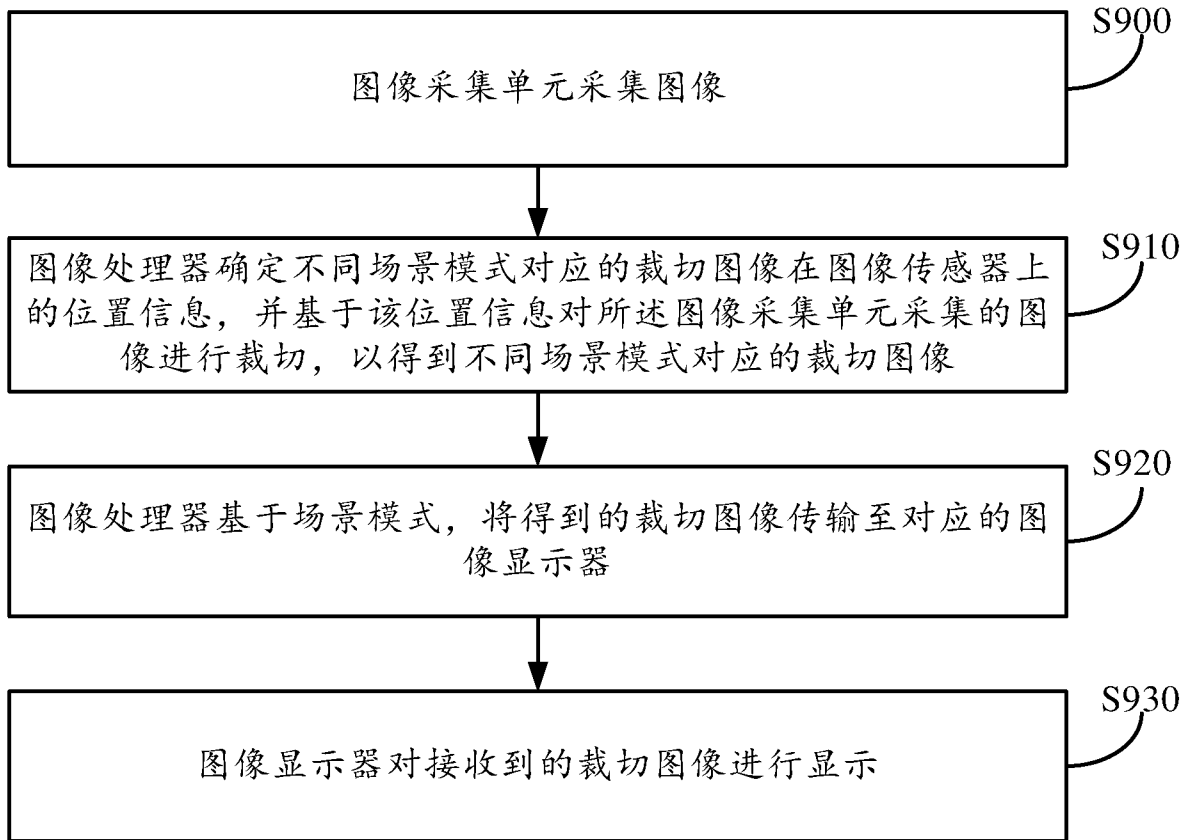 S900
图像采集单元采集图像
S910
图像处理器确定不同场景模式对应的裁切图像在图像传感器上
的位置信息，并基于该位置信息对所述图像采集单元采集的图
像进行裁切，以得到不同场景模式对应的裁切图像
S920
图像处理器基于场景模式，将得到的裁切图像传输至对应的图
像显示器
S930
图像显示器对接收到的裁切图像进行显示